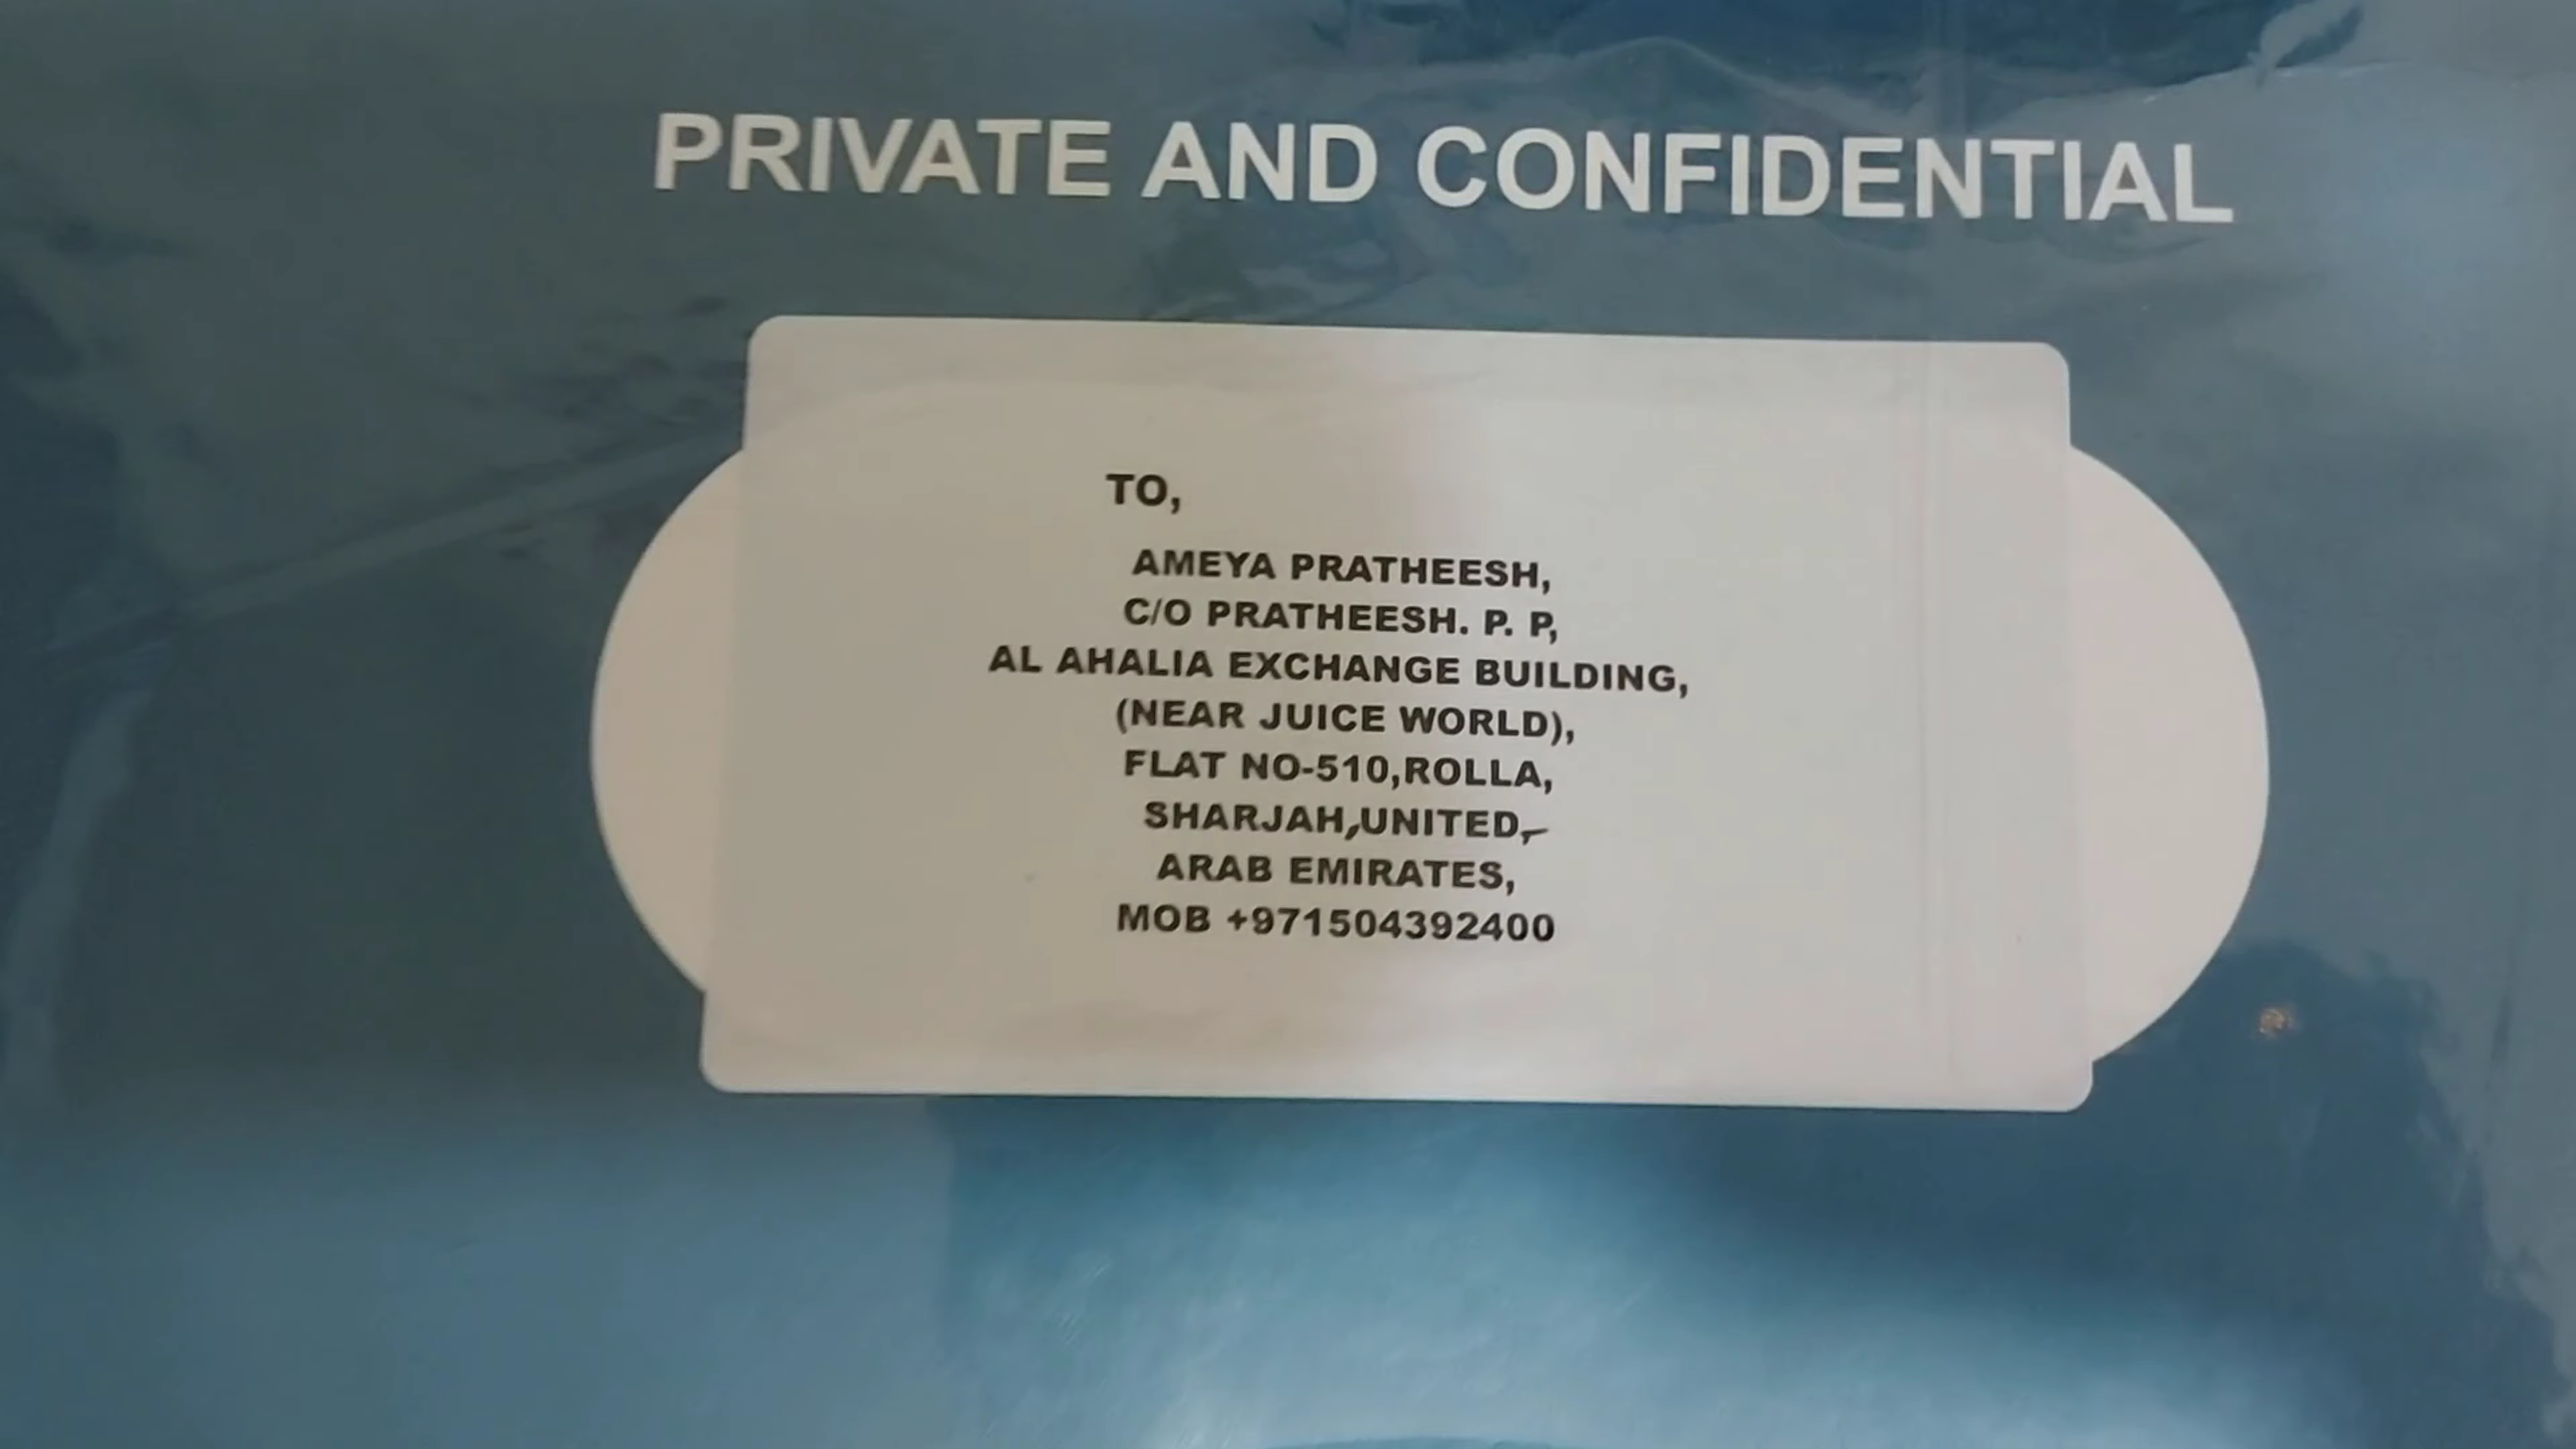 PRIVATE AND CONFIDENTIAL
TO,
AMEYA PRATHEESH,
C/O PRATHEESH. P. P,
AL AHALIA EXCHANGE BUILDING,
(NEAR JUICE WORLD),
FLAT NO-510,ROLLA,
SHARJAH,UNITED,
ARAB EMIRATES,
MOB +971504392400